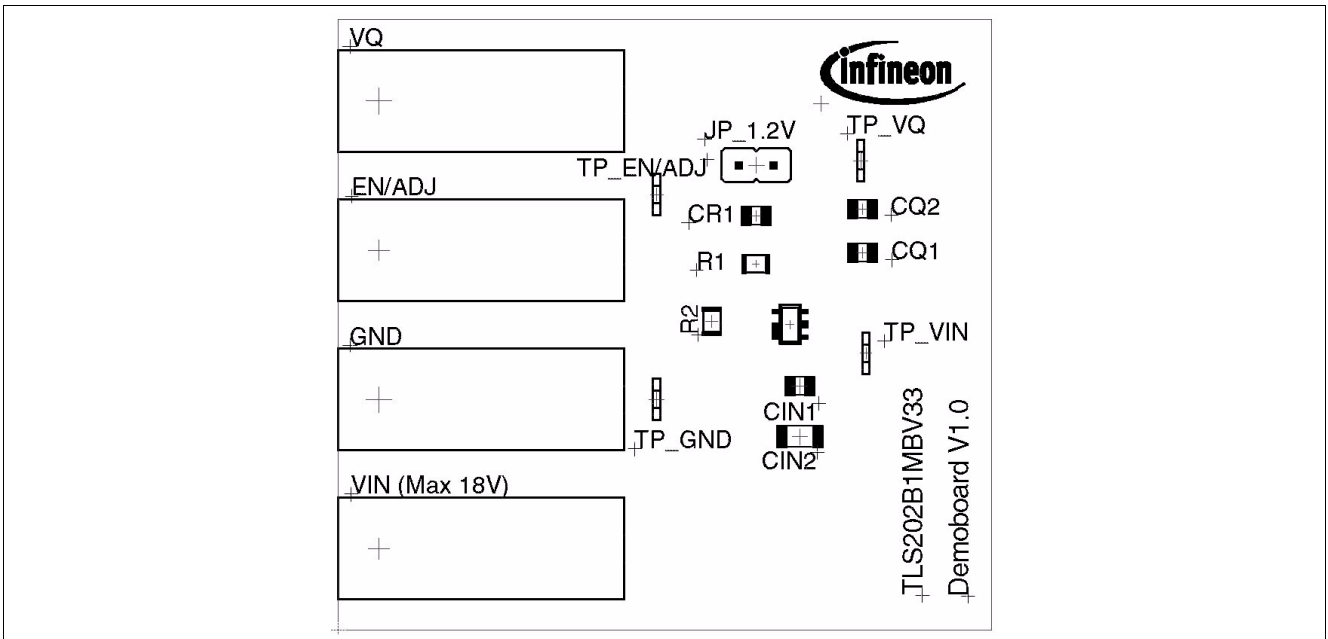 VQ
infineon
JP_1.2V
TP_VQ
TP_EN/ADJ
EN/ADJ
CR1
CQ2
R1
CQ1
R2
GND
TP_VIN
CIN1
TP_GND
CIN2
VIN (Max 18V)
TLS202B1MBV33
Demoboard V1.0